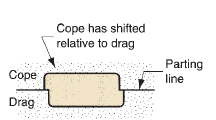 Cope has shifted
relative to drag
Parting
line
Cope
Drag